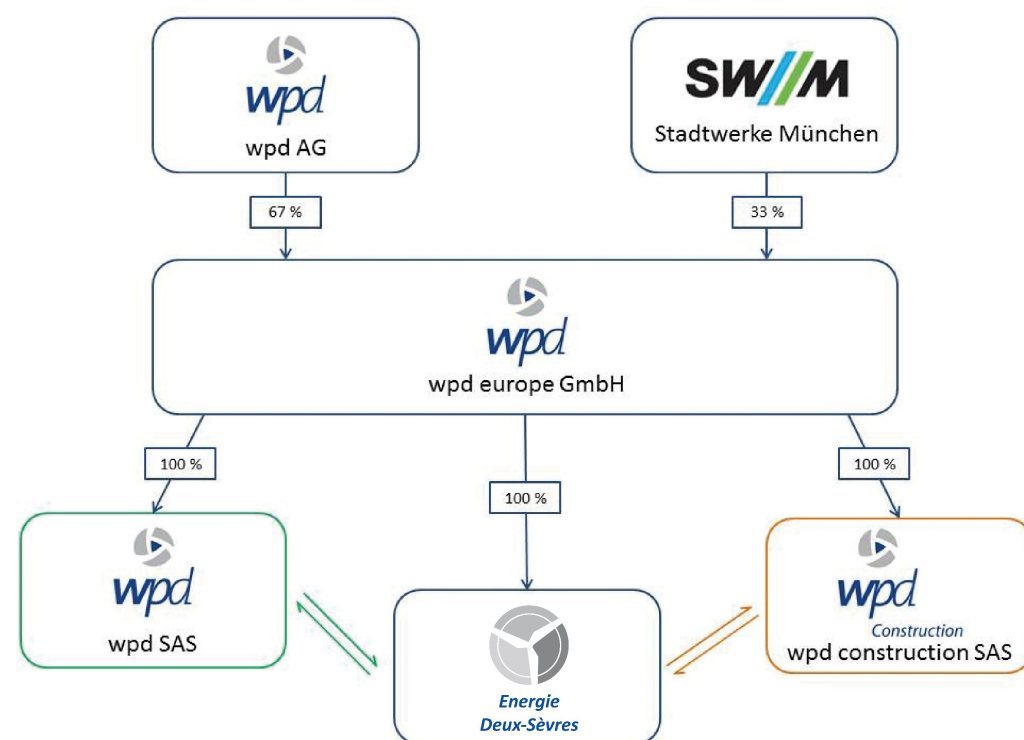 wpd
wpd AG
SW//M
Stadtwerke München
67 %
33 %
wpd
wpd europe GmbH
100 %
100 %
100 %
wpd
wpd SAS
Energie
Deux-Sèvres
wpd
Construction
wpd construction SAS